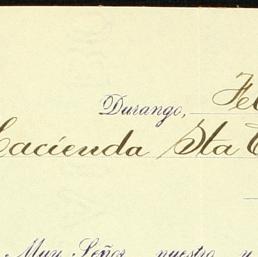 Durango,
Hacienda Sta
Muy Señor nuestro y